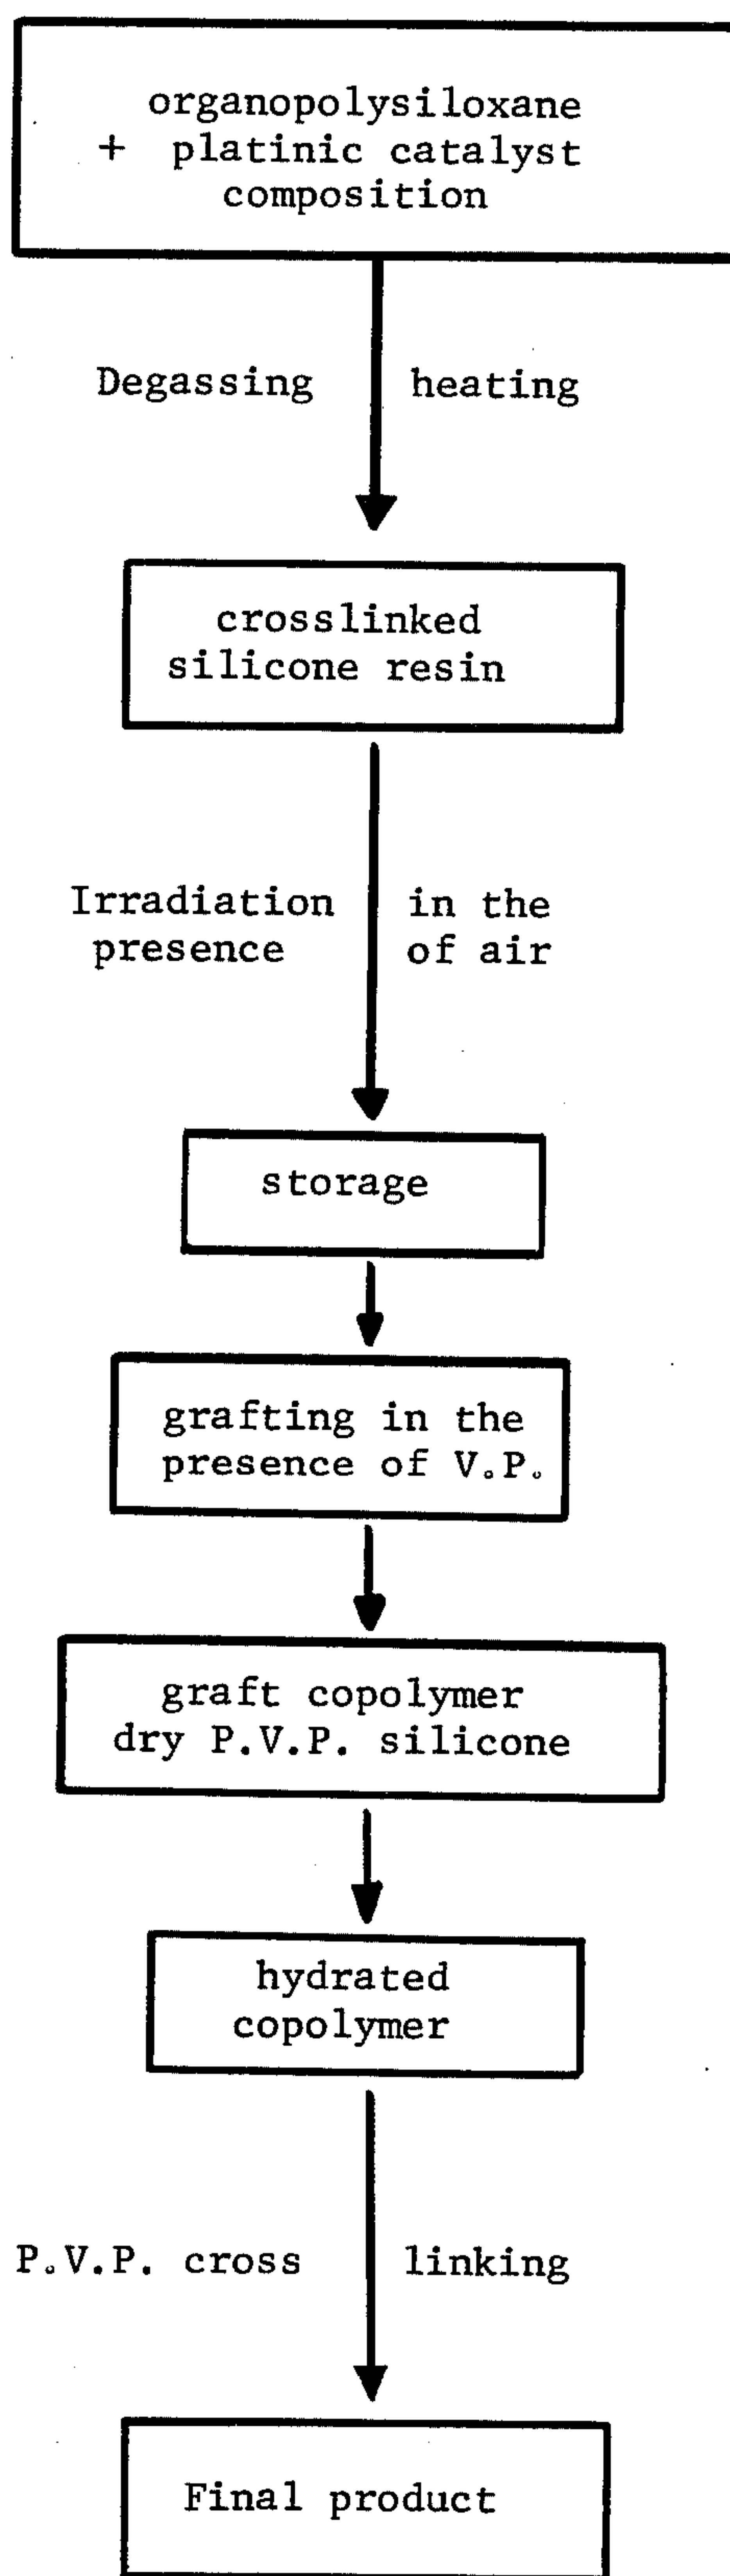 organopolysiloxane
+ platinic catalyst
composition
Degassing heating
crosslinked
silicone resin
Irradiation in the
presence of air
storage
grafting in the
presence of V.P.
graft copolymer
dry P.V.P. silicone
hydrated
copolymer
P.V.P. cross linking
Final product